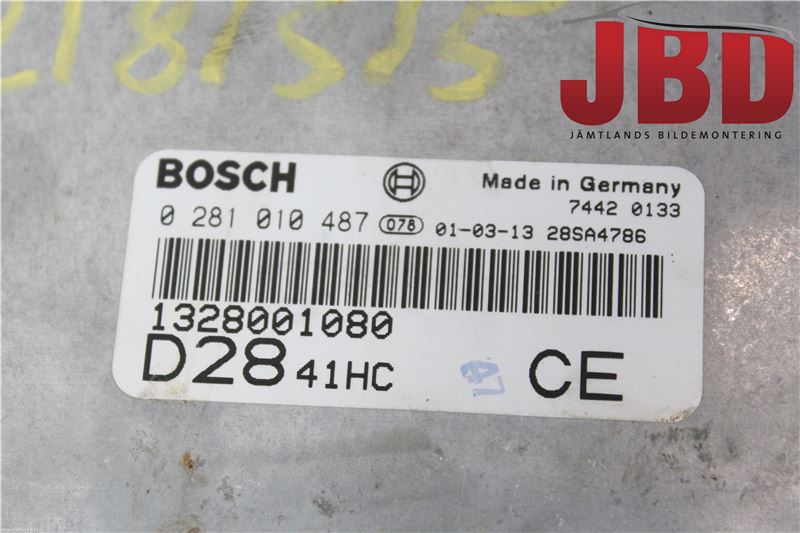 218155
JBD
JÄMTLANDS BILDEMONTERING
BOSCH
Made in Germany
7442 0133
0 281 010 487 078 01-03-13 28SA4786
1328001080
D28 41HC CE